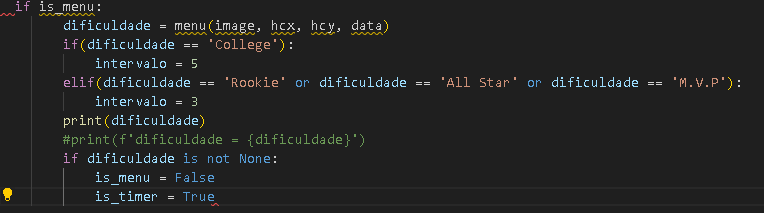 if is_menu:
dificuldade = menu(image, hcx, hcy, data)
if(dificuldade == 'College'):
intervalo = 5
elif(dificuldade == 'Rookie' or dificuldade == 'All Star' or dificuldade == 'M.V.P'):
intervalo = 3
print(dificuldade)
#print(f'dificuldade = {dificuldade}')
if dificuldade is not None:
is_menu = False
is_timer = True